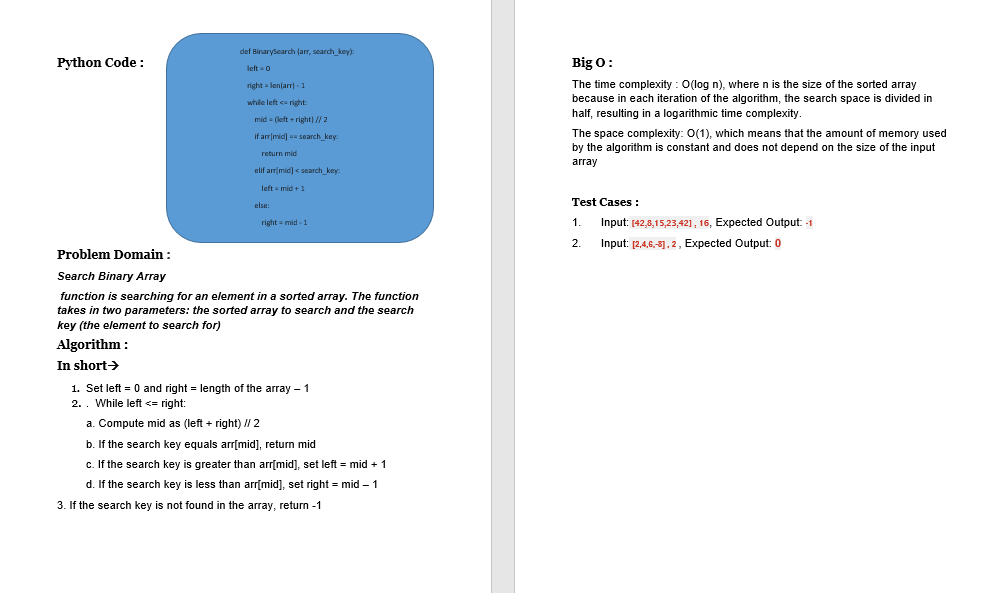 Python Code :
def BinarySearch (arr, search_key):
left = 0
right = len(arr) - 1
while left <= right:
mid = (left + right) // 2
if arr[mid] == search_key:
return mid
elif arr[mid] < search_key:
left = mid + 1
else:
right = mid - 1
Problem Domain :
Search Binary Array
function is searching for an element in a sorted array. The function
takes in two parameters: the sorted array to search and the search
key (the element to search for)
Algorithm :
In short→
1. Set left = 0 and right = length of the array – 1
2. . While left <= right:
a. Compute mid as (left + right) // 2
b. If the search key equals arr[mid], return mid
c. If the search key is greater than arr[mid], set left = mid + 1
d. If the search key is less than arr[mid], set right = mid – 1
3. If the search key is not found in the array, return -1
Big O :
The time complexity : O(log n), where n is the size of the sorted array
because in each iteration of the algorithm, the search space is divided in
half, resulting in a logarithmic time complexity.
The space complexity: O(1), which means that the amount of memory used
by the algorithm is constant and does not depend on the size of the input
array
Test Cases :
1. Input: [42,8,15,23,42] , 16, Expected Output: -1
2. Input: [2,4,6,-8] , 2 , Expected Output: 0